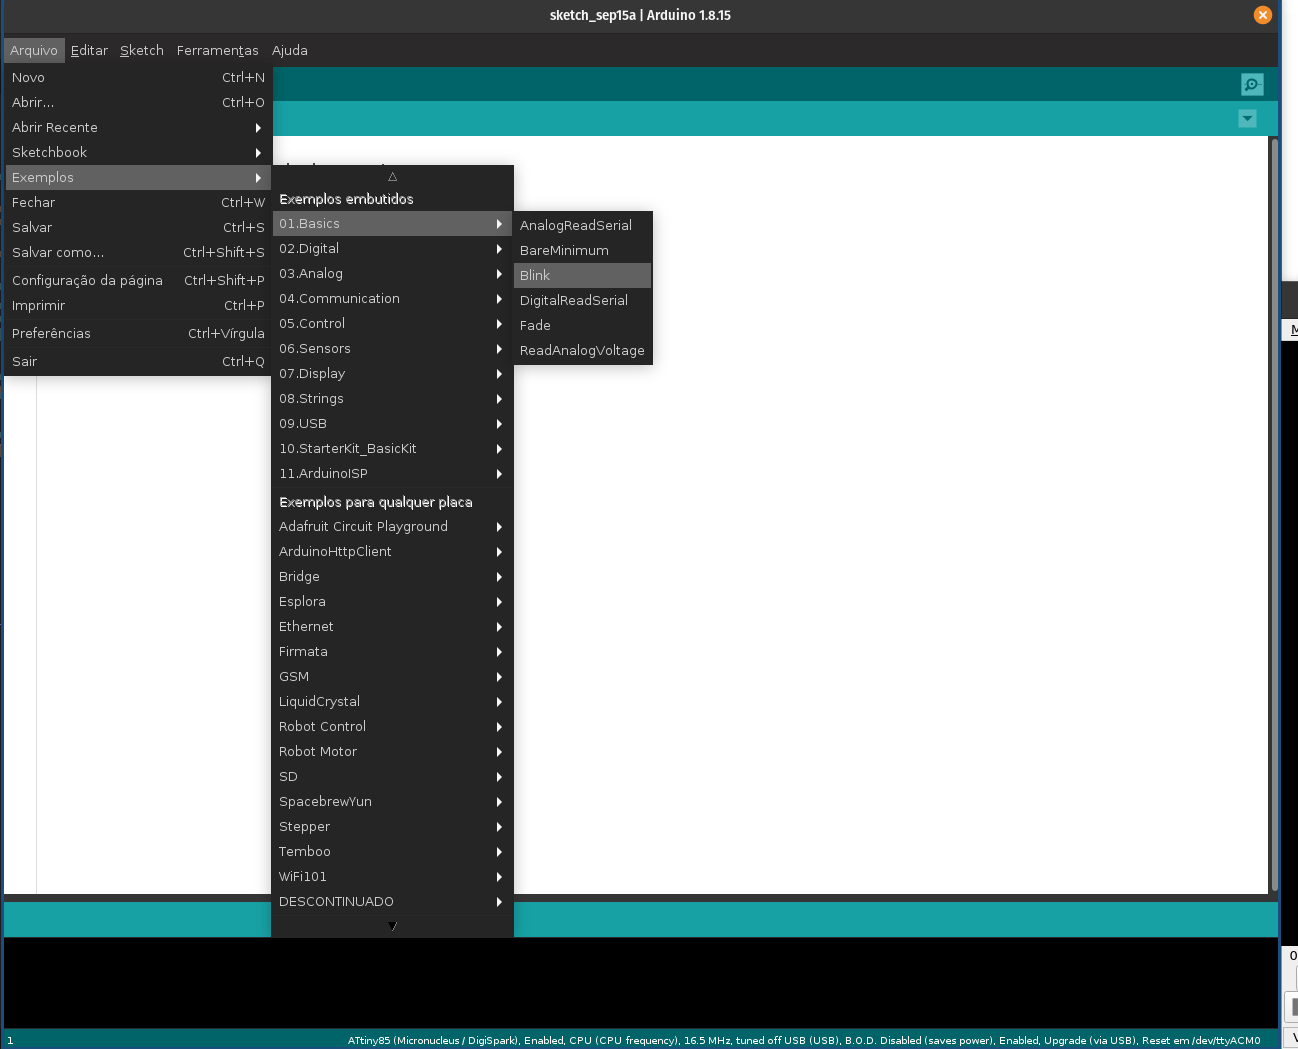 sketch_sep15a | Arduino 1.8.15
Arquivo Editar Sketch Ferramentas Ajuda
Novo Ctrl+N
Abrir... Ctrl+O
Abrir Recente
Sketchbook
Exemplos
Fechar Ctrl+W
Salvar Ctrl+S
Salvar como... Ctrl+Shift+S
Configuração da página Ctrl+Shift+P
Imprimir Ctrl+P
Preferências Ctrl+Vírgula
Sair Ctrl+Q
Exemplos embutidos
01.Basics
02.Digital
03.Analog
04.Communication
05.Control
06.Sensors
07.Display
08.Strings
09.USB
10.StarterKit_BasicKit
11.ArduinoISP
Exemplos para qualquer placa
Adafruit Circuit Playground
ArduinoHttpClient
Bridge
Esplora
Ethernet
Firmata
GSM
LiquidCrystal
Robot Control
Robot Motor
SD
SpacebrewYun
Stepper
Temboo
WiFi101
DESCONTINUADO
AnalogReadSerial
BareMinimum
Blink
DigitalReadSerial
Fade
ReadAnalogVoltage
M
0
V
1 ATtiny85 (Micronucleus / DigiSpark), Enabled, CPU (CPU frequency), 16.5 MHz, tuned off USB (USB), B.O.D. Disabled (saves power), Enabled, Upgrade (via USB), Reset em /dev/ttyACM0